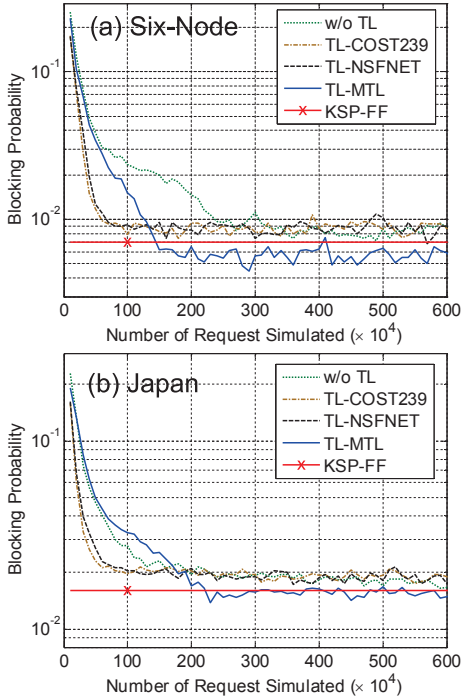 (a) Six-Node
w/o TL
TL-COST239
TL-NSFNET
TL-MTL
KSP-FF
Blocking Probability
10⁻¹
10⁻²
0 100 200 300 400 500 600
Number of Request Simulated (× 10⁴)
(b) Japan
w/o TL
TL-COST239
TL-NSFNET
TL-MTL
KSP-FF
Blocking Probability
10⁻¹
10⁻²
0 100 200 300 400 500 600
Number of Request Simulated (× 10⁴)